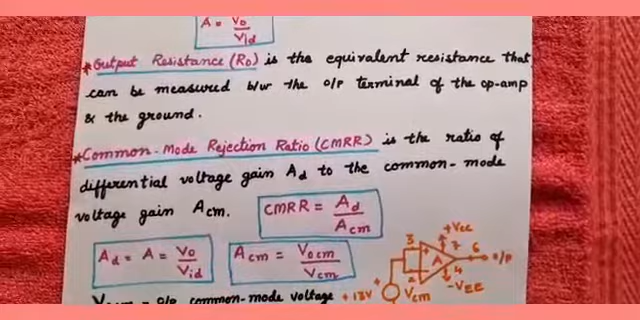 A = Vo / Vid
*Output Resistance (Ro) is the equivalent resistance that
can be measured b/w the o/p terminal of the op-amp
& the ground.
*Common-Mode Rejection Ratio (CMRR) is the ratio of
differential voltage gain Ad to the common-mode
voltage gain Acm.
CMRR = Ad / Acm
Ad = A = Vo / Vid
Acm = Vocm / Vcm
+Vcc
3
7
+
A
6
o/p
2
4
-VEE
Vocm = o/p common-mode voltage
+13V
+
Vcm